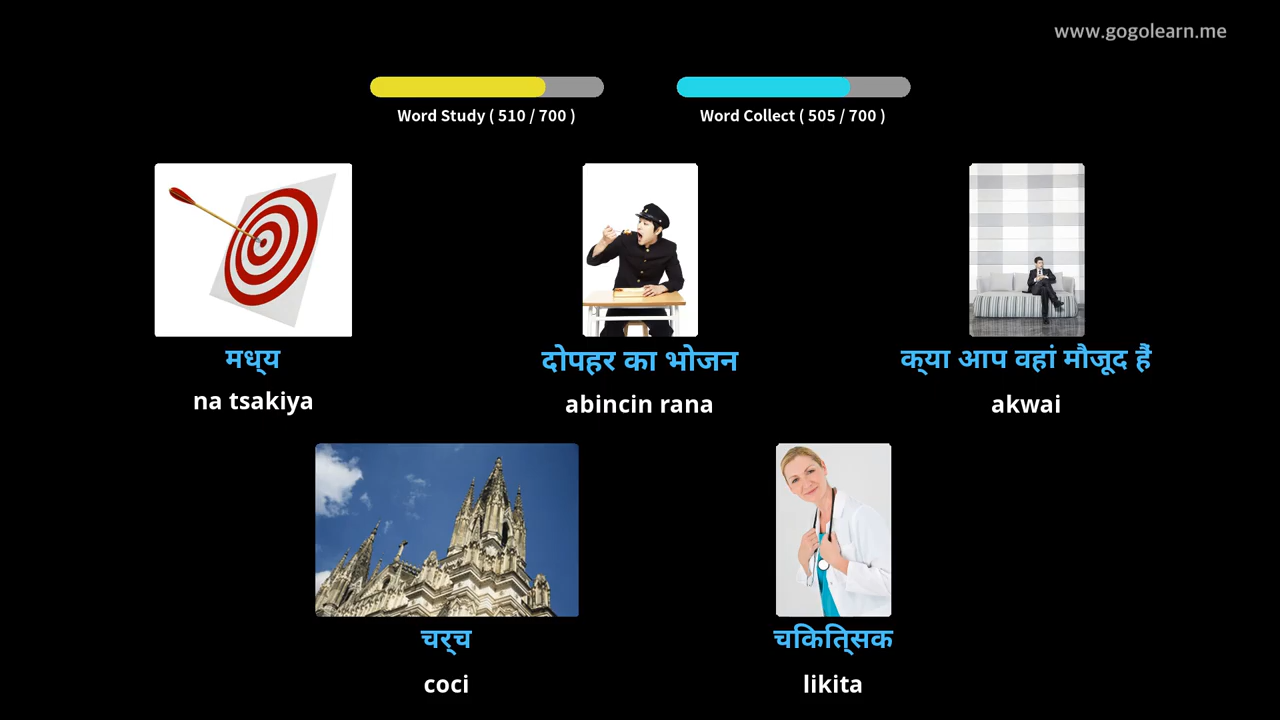 www.gogolearn.me
Word Study ( 510 / 700 )
Word Collect ( 505 / 700 )
मध्य
na tsakiya
दोपहर का भोजन
abincin rana
क्या आप वहां मौजूद हैं
akwai
चर्च
coci
चिकित्सक
likita